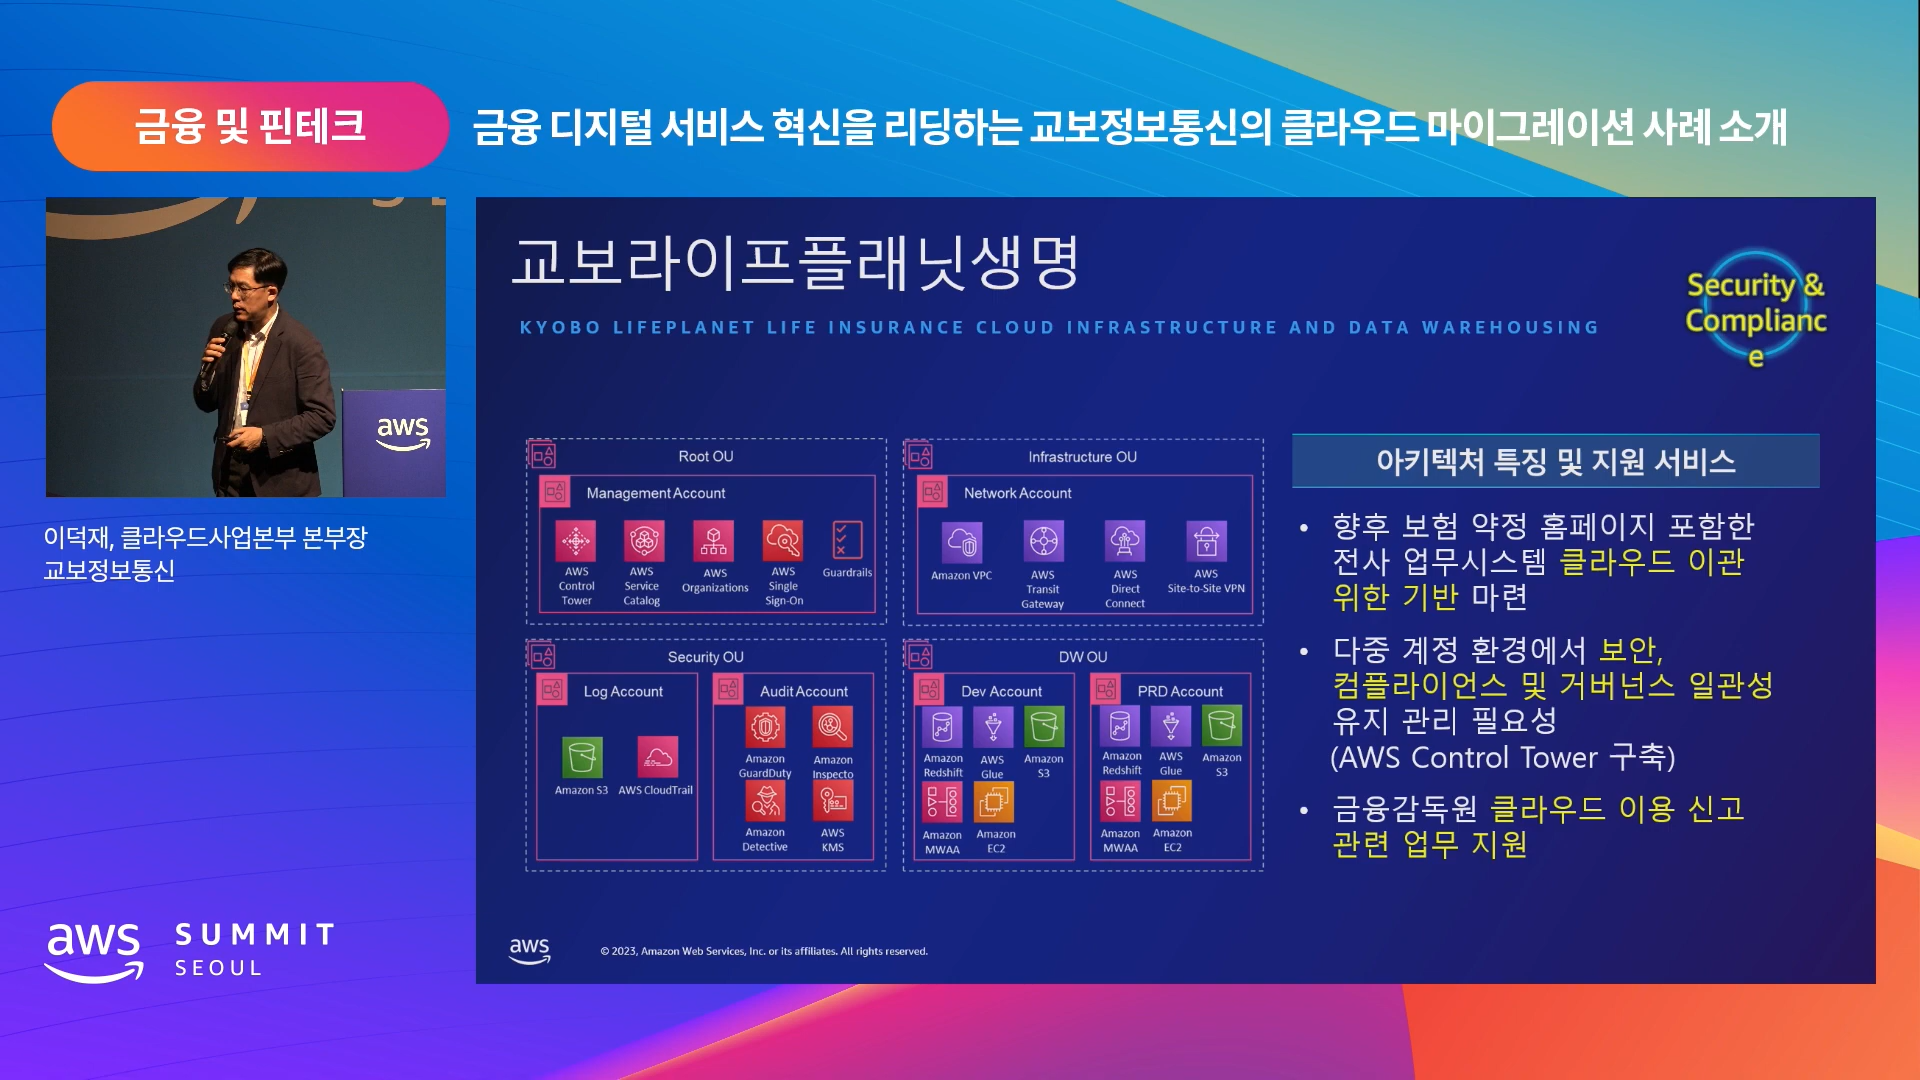 금융 및 핀테크
금융 디지털 서비스 혁신을 리딩하는 교보정보통신의 클라우드 마이그레이션 사례 소개
aws
이덕재, 클라우드사업본부 본부장
교보정보통신
aws SUMMIT
SEOUL
교보라이프플래닛생명
KYOBO LIFEPLANET LIFE INSURANCE CLOUD INFRASTRUCTURE AND DATA WAREHOUSING
Security &
Complianc
e
Root OU
Management Account
AWS
Control
Tower
AWS
Service
Catalog
AWS
Organizations
AWS
Single
Sign-On
Guardrails
Infrastructure OU
Network Account
Amazon VPC
AWS
Transit
Gateway
AWS
Direct
Connect
AWS
Site-to-Site VPN
Security OU
Log Account
Amazon S3
AWS CloudTrail
Audit Account
Amazon
GuardDuty
Amazon
Inspecto
Amazon
Detective
AWS
KMS
DW OU
Dev Account
Amazon
Redshift
AWS
Glue
Amazon
S3
Amazon
MWAA
Amazon
EC2
PRD Account
Amazon
Redshift
AWS
Glue
Amazon
S3
Amazon
MWAA
Amazon
EC2
아키텍처 특징 및 지원 서비스
• 향후 보험 약정 홈페이지 포함한
전사 업무시스템 클라우드 이관
위한 기반 마련
• 다중 계정 환경에서 보안,
컴플라이언스 및 거버넌스 일관성
유지 관리 필요성
(AWS Control Tower 구축)
• 금융감독원 클라우드 이용 신고
관련 업무 지원
aws
© 2023, Amazon Web Services, Inc. or its affiliates. All rights reserved.